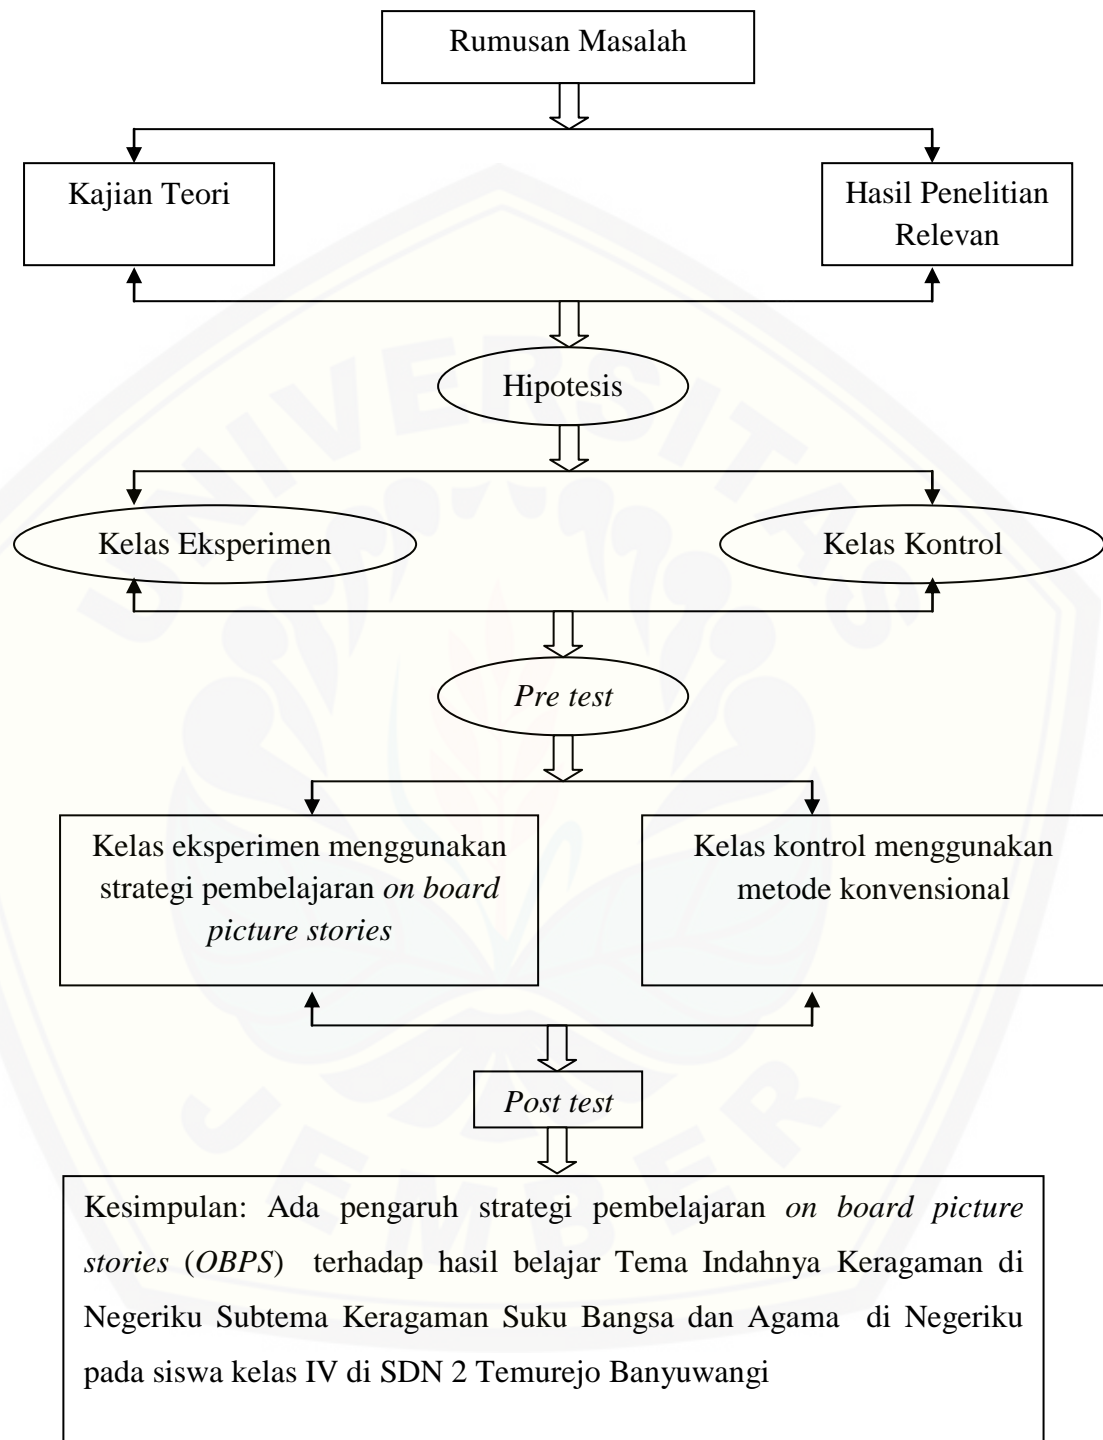 Rumusan Masalah
Kajian Teori
Hasil Penelitian
Relevan
Hipotesis
Kelas Eksperimen
Kelas Kontrol
Pre test
Kelas eksperimen menggunakan
strategi pembelajaran on board
picture stories
Kelas kontrol menggunakan
metode konvensional
Post test
Kesimpulan: Ada pengaruh strategi pembelajaran on board picture
stories (OBPS) terhadap hasil belajar Tema Indahnya Keragaman di
Negeriku Subtema Keragaman Suku Bangsa dan Agama di Negeriku
pada siswa kelas IV di SDN 2 Temurejo Banyuwangi
UNIVERSITAS
JEMBER